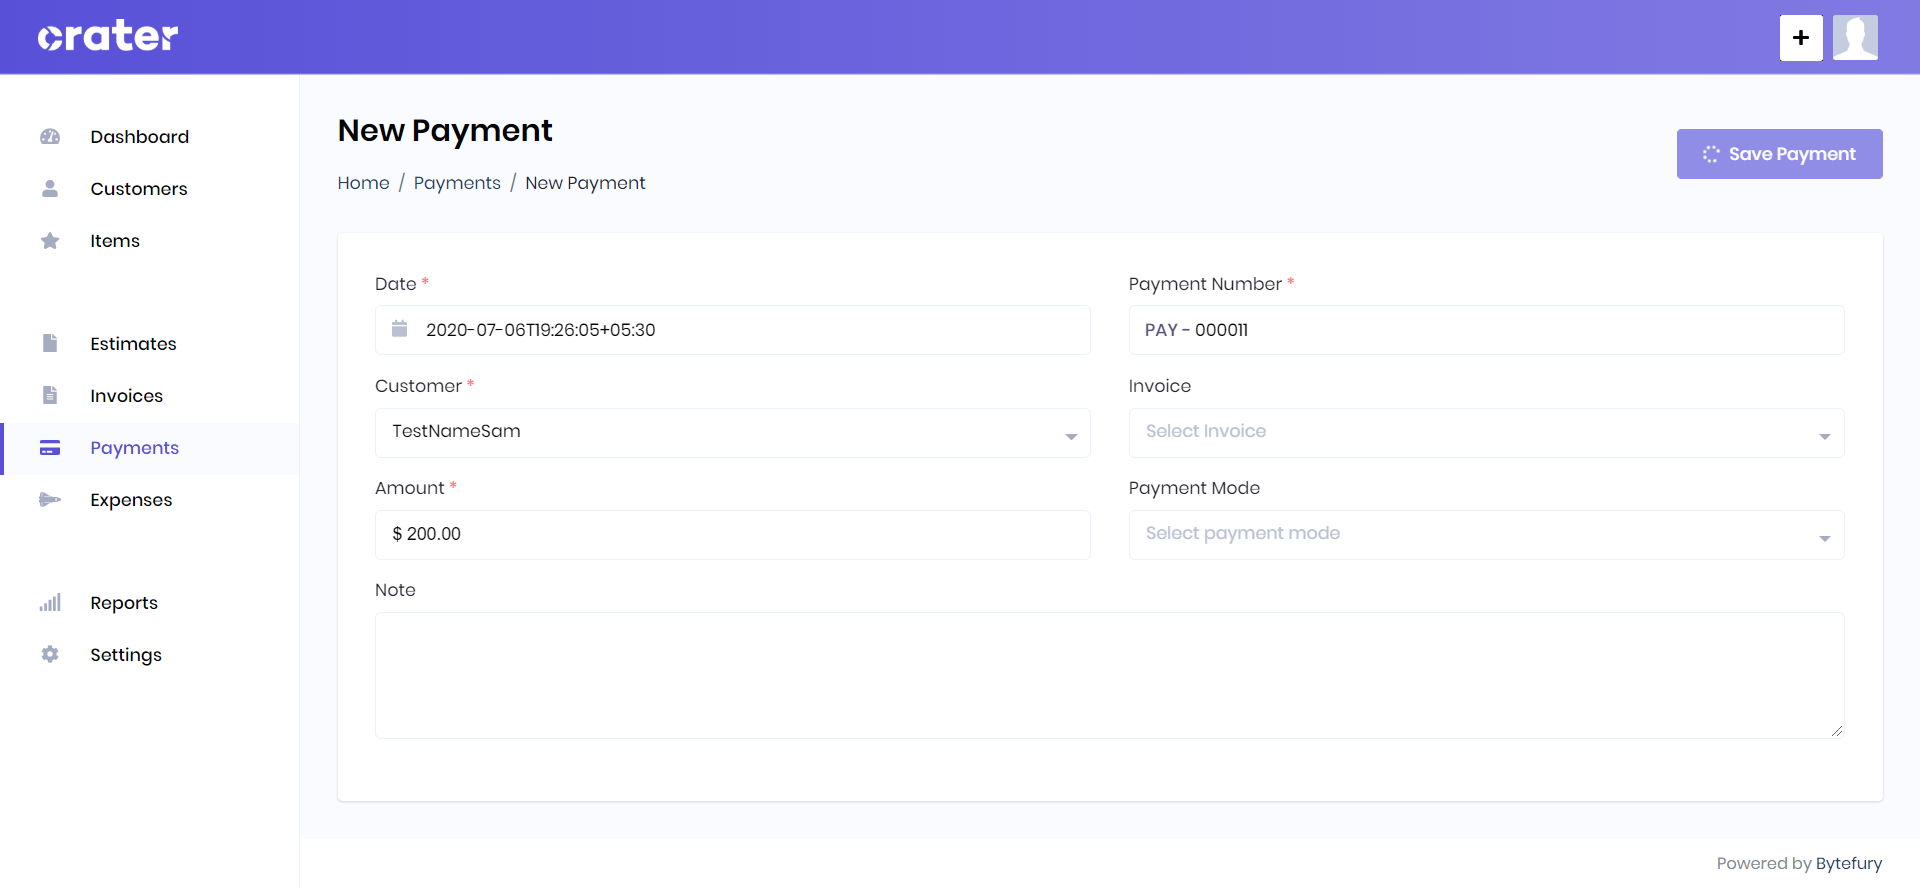 crater
+
Dashboard
Customers
Items
Estimates
Invoices
Payments
Expenses
Reports
Settings
New Payment
Home / Payments / New Payment
Save Payment
Date *
2020-07-06T19:26:05+05:30
Payment Number *
PAY - 000011
Customer *
TestNameSam
Invoice
Select Invoice
Amount *
$ 200.00
Payment Mode
Select payment mode
Note
Powered by Bytefury